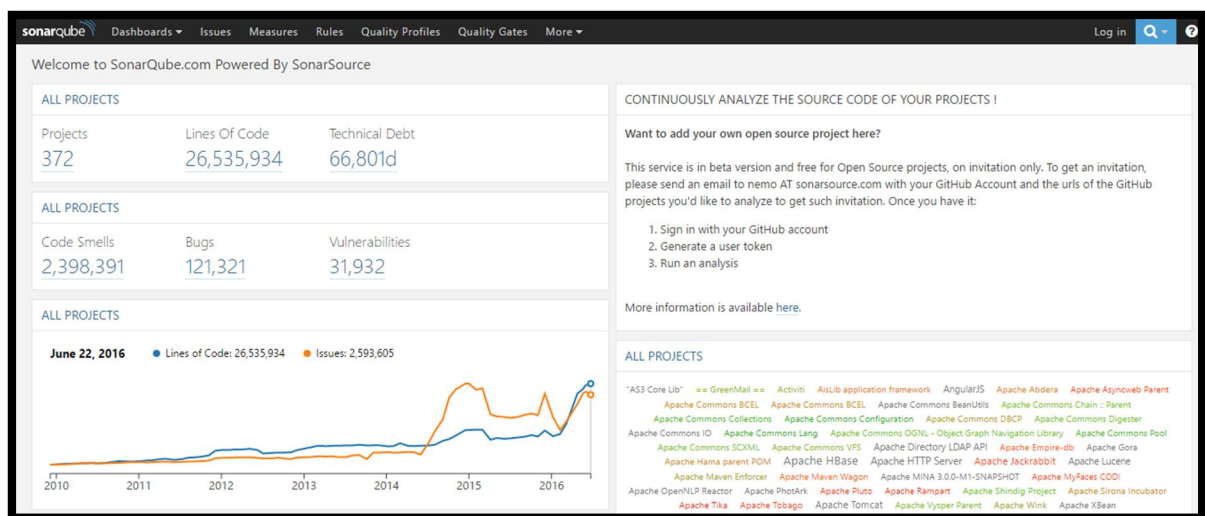 sonarqube Dashboards Issues Measures Rules Quality Profiles Quality Gates More Log in
Welcome to SonarQube.com Powered By SonarSource
ALL PROJECTS
Projects Lines Of Code Technical Debt
372 26,535,934 66,801d
ALL PROJECTS
Code Smells Bugs Vulnerabilities
2,398,391 121,321 31,932
ALL PROJECTS
June 22, 2016 Lines of Code: 26,535,934 Issues: 2,593,605
2010 2011 2012 2013 2014 2015 2016
CONTINUOUSLY ANALYZE THE SOURCE CODE OF YOUR PROJECTS !
Want to add your own open source project here?
This service is in beta version and free for Open Source projects, on invitation only. To get an invitation,
please send an email to nemo AT sonarsource.com with your GitHub Account and the urls of the GitHub
projects you'd like to analyze to get such invitation. Once you have it:
1. Sign in with your GitHub account
2. Generate a user token
3. Run an analysis
More information is available here.
ALL PROJECTS
"AS3 Core Lib" == GreenMail == Activiti AisLib application framework AngularJS Apache Abdera Apache Asyncweb Parent
Apache Commons BCEL Apache Commons BCEL Apache Commons BeanUtils Apache Commons Chain :: Parent
Apache Commons Collections Apache Commons Configuration Apache Commons DBCP Apache Commons Digester
Apache Commons IO Apache Commons Lang Apache Commons OGNL - Object Graph Navigation Library Apache Commons Pool
Apache Commons SCXML Apache Commons VFS Apache Directory LDAP API Apache Empire-db Apache Gora
Apache Hama parent POM Apache HBase Apache HTTP Server Apache Jackrabbit Apache Lucene
Apache Maven Enforcer Apache Maven Wagon Apache MINA 3.0.0-M1-SNAPSHOT Apache MyFaces CODI
Apache OpenNLP Reactor Apache PhotArk Apache Pluto Apache Rampart Apache Shindig Project Apache Sirona Incubator
Apache Tika Apache Tobago Apache Tomcat Apache Vysper Parent Apache Wink Apache XBean